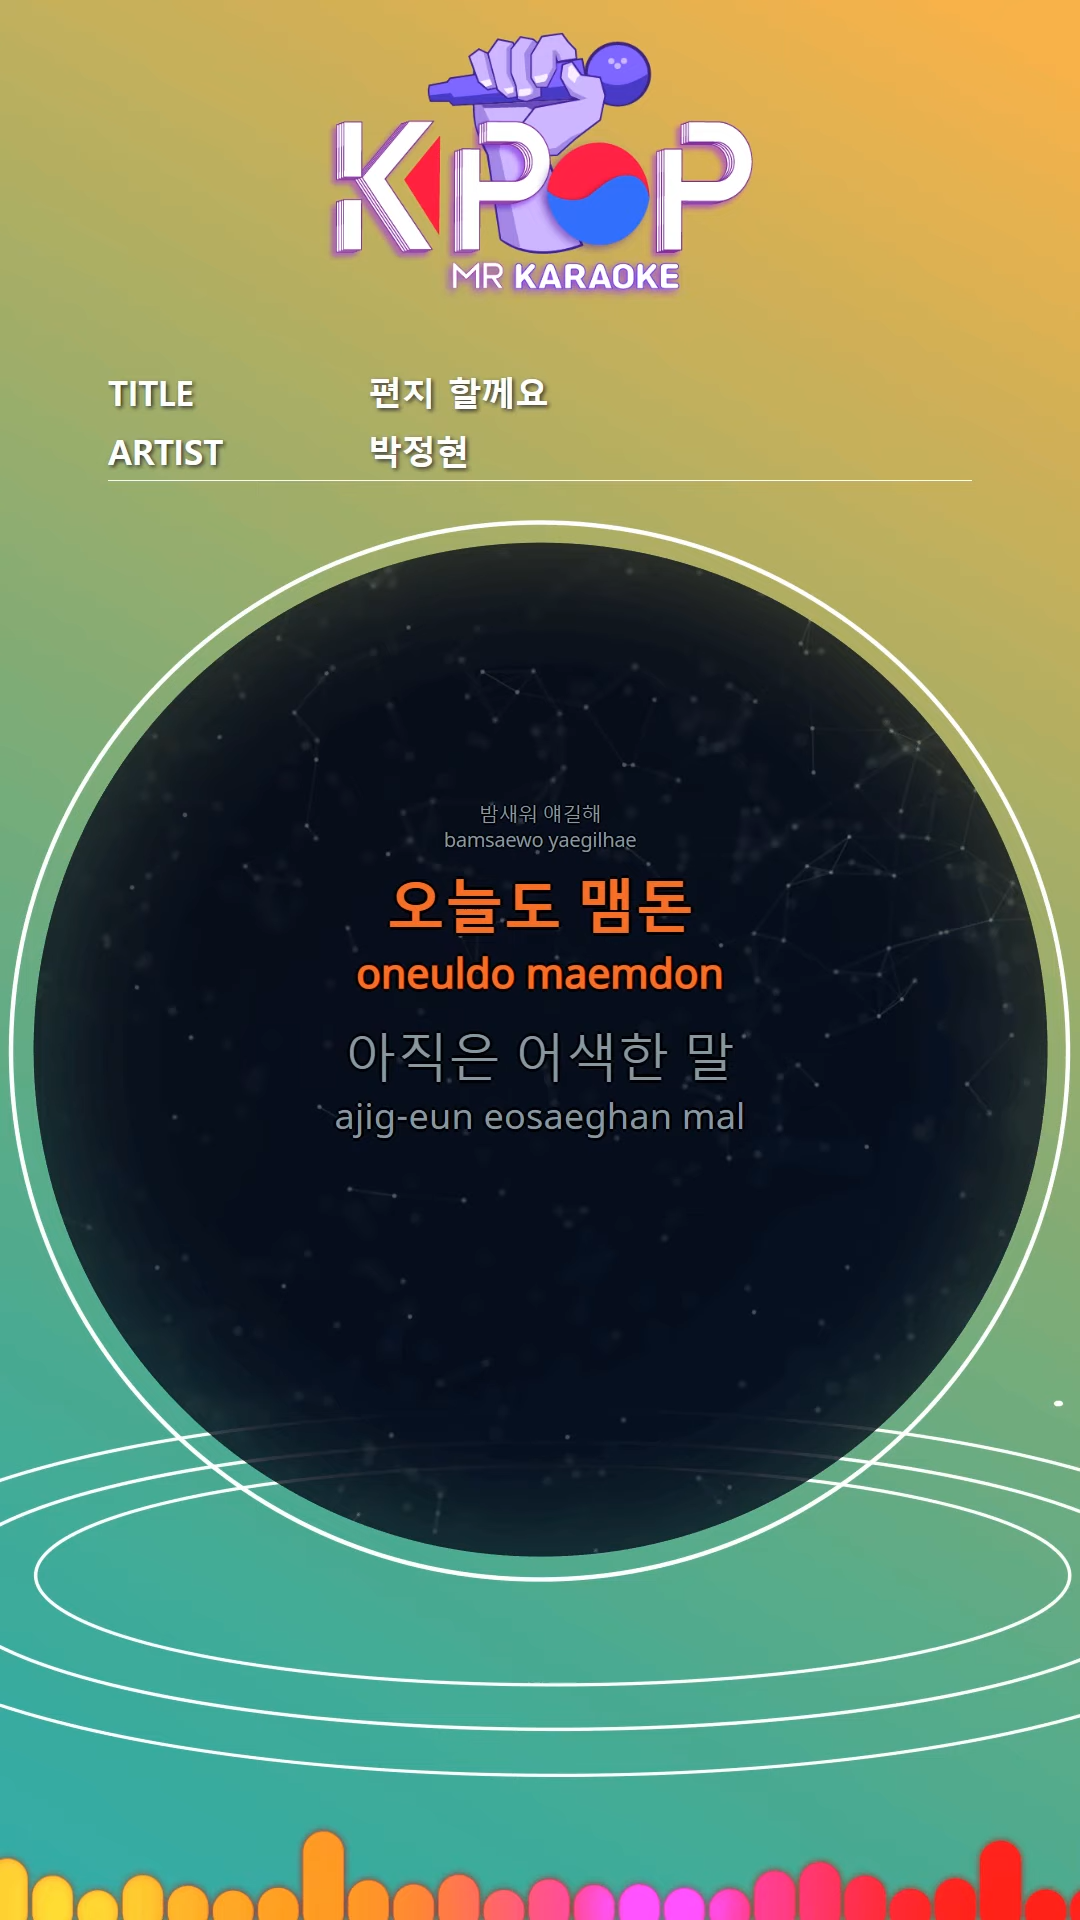 KPOP
MR KARAOKE
TITLE 편지 할께요
ARTIST 박정현
밤새워 얘길해
bamsaewo yaegilhae
오늘도 맴돈
oneuldo maemdon
아직은 어색한 말
ajig-eun eosaeghan mal